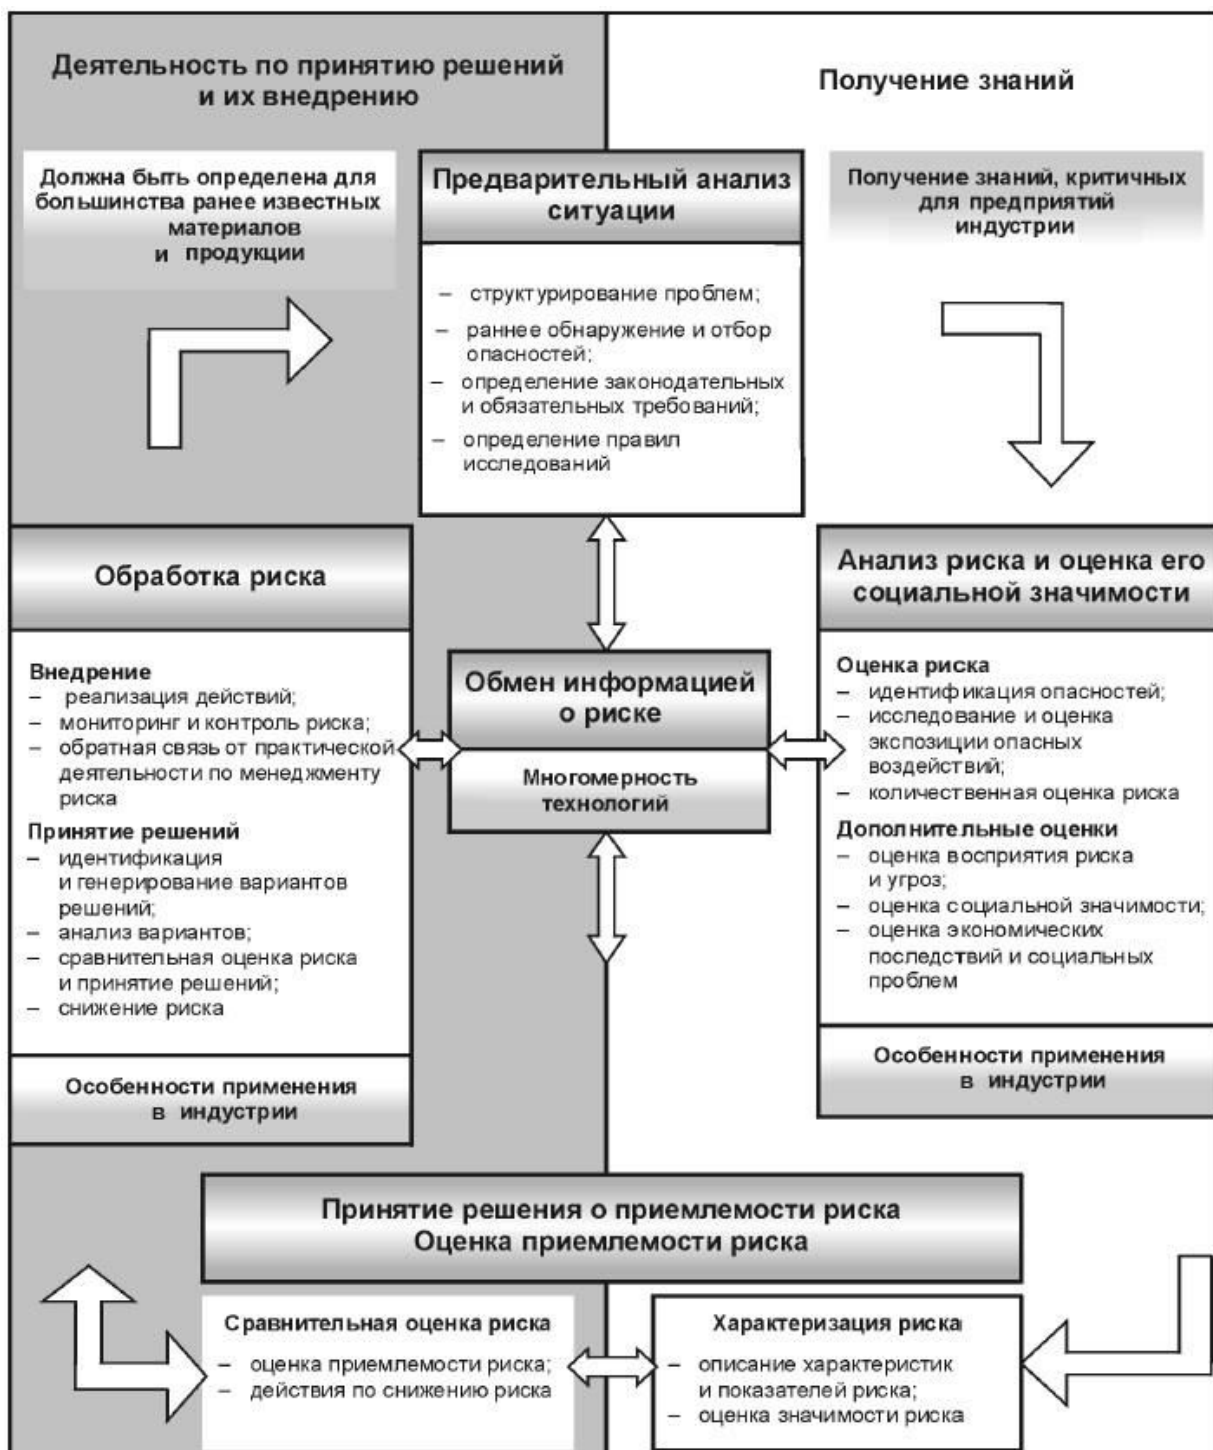 Деятельность по принятию решений
и их внедрению
Получение знаний
Должна быть определена для
большинства ранее известных
материалов
и продукции
Предварительный анализ
ситуации
– структурирование проблем;
– раннее обнаружение и отбор
опасностей;
– определение законодательных
и обязательных требований;
– определение правил
исследований
Получение знаний, критичных
для предприятий
индустрии
Обработка риска
Внедрение
– реализация действий;
– мониторинг и контроль риска;
– обратная связь от практической
деятельности по менеджменту
риска
Принятие решений
– идентификация
и генерирование вариантов
решений;
– анализ вариантов;
– сравнительная оценка риска
и принятие решений;
– снижение риска
Особенности применения
в индустрии
Обмен информацией
о риске
Многомерность
технологий
Анализ риска и оценка его
социальной значимости
Оценка риска
– идентификация опасностей;
– исследование и оценка
экспозиции опасных
воздействий;
– количественная оценка риска
Дополнительные оценки
– оценка восприятия риска
и угроз;
– оценка социальной значимости;
– оценка экономических
последствий и социальных
проблем
Особенности применения
в индустрии
Принятие решения о приемлемости риска
Оценка приемлемости риска
Сравнительная оценка риска
– оценка приемлемости риска;
– действия по снижению риска
Характеризация риска
– описание характеристик
и показателей риска;
– оценка значимости риска